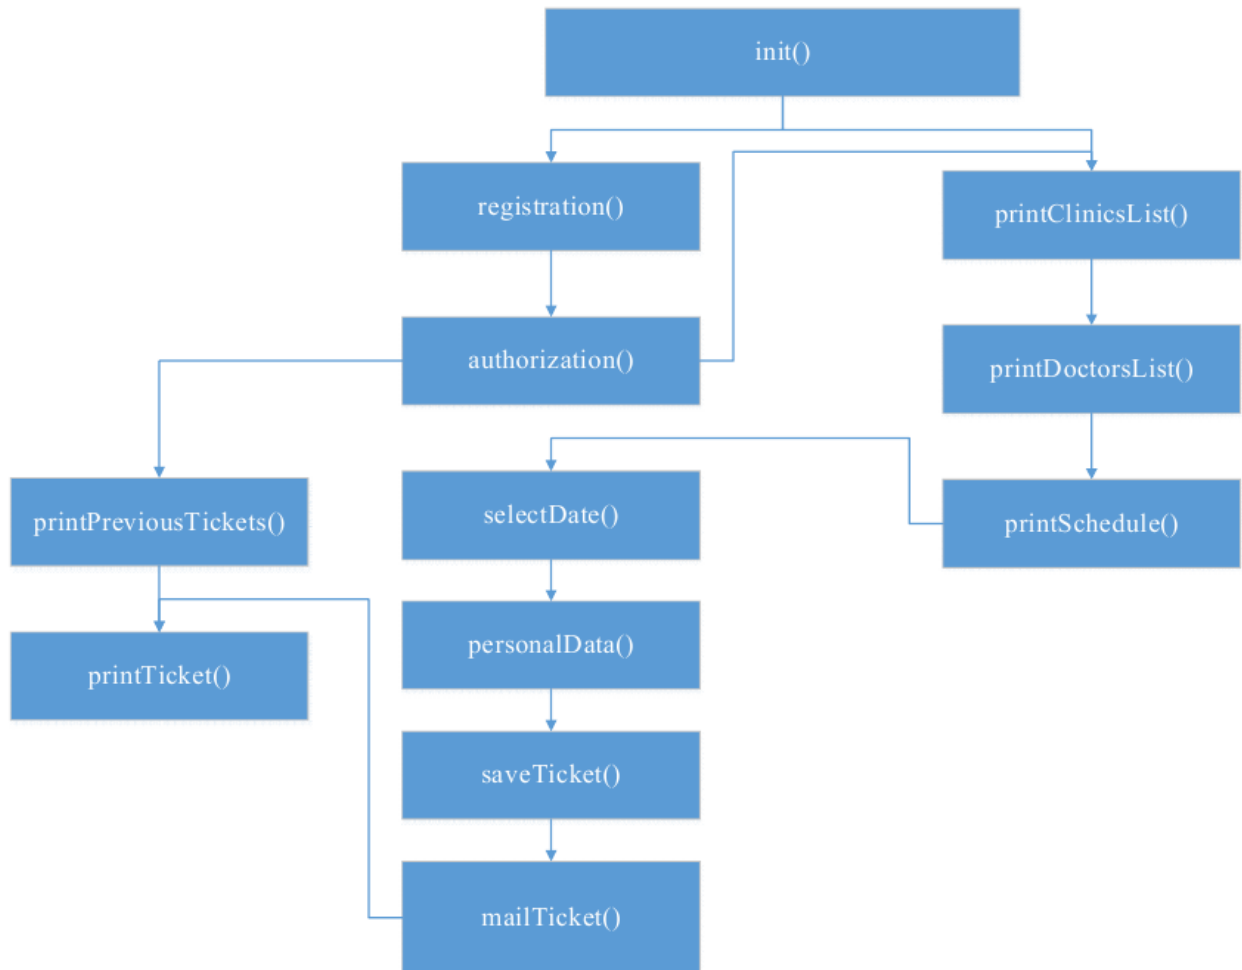 init()
registration()
printClinicsList()
authorization()
printDoctorsList()
printPreviousTickets()
selectDate()
printSchedule()
printTicket()
personalData()
saveTicket()
mailTicket()